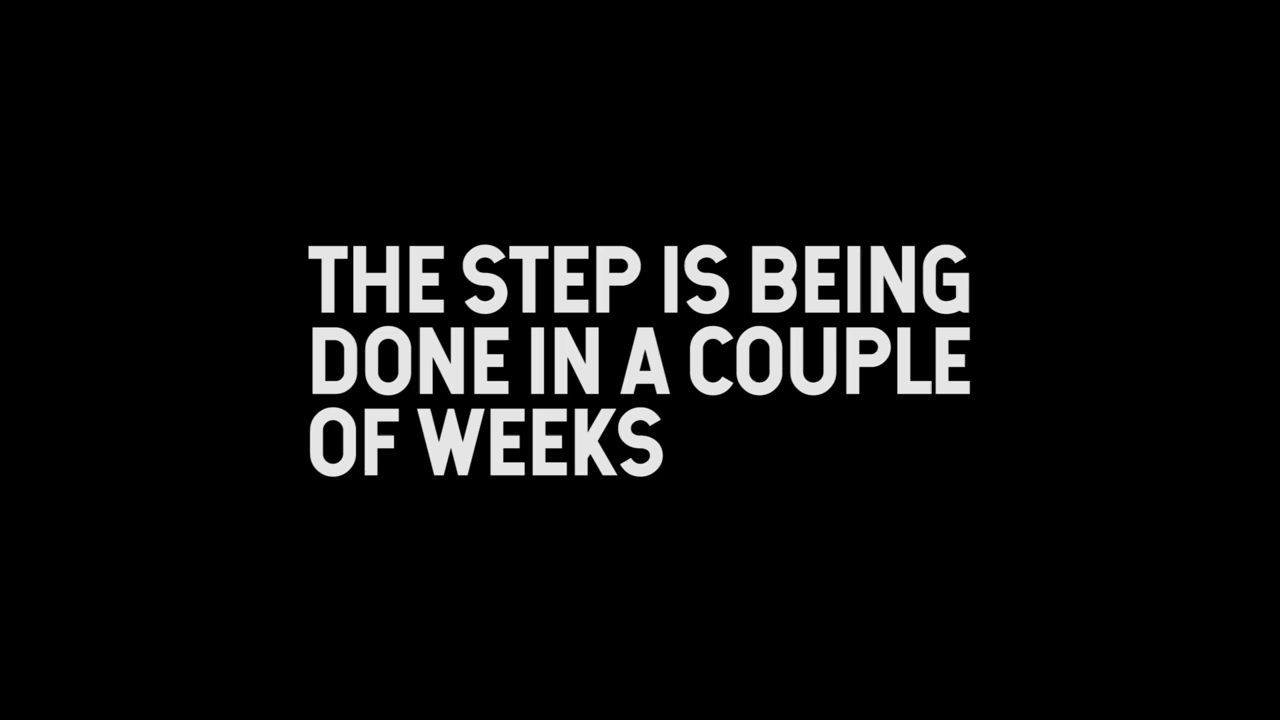 THE STEP IS BEING
DONE IN A COUPLE
OF WEEKS